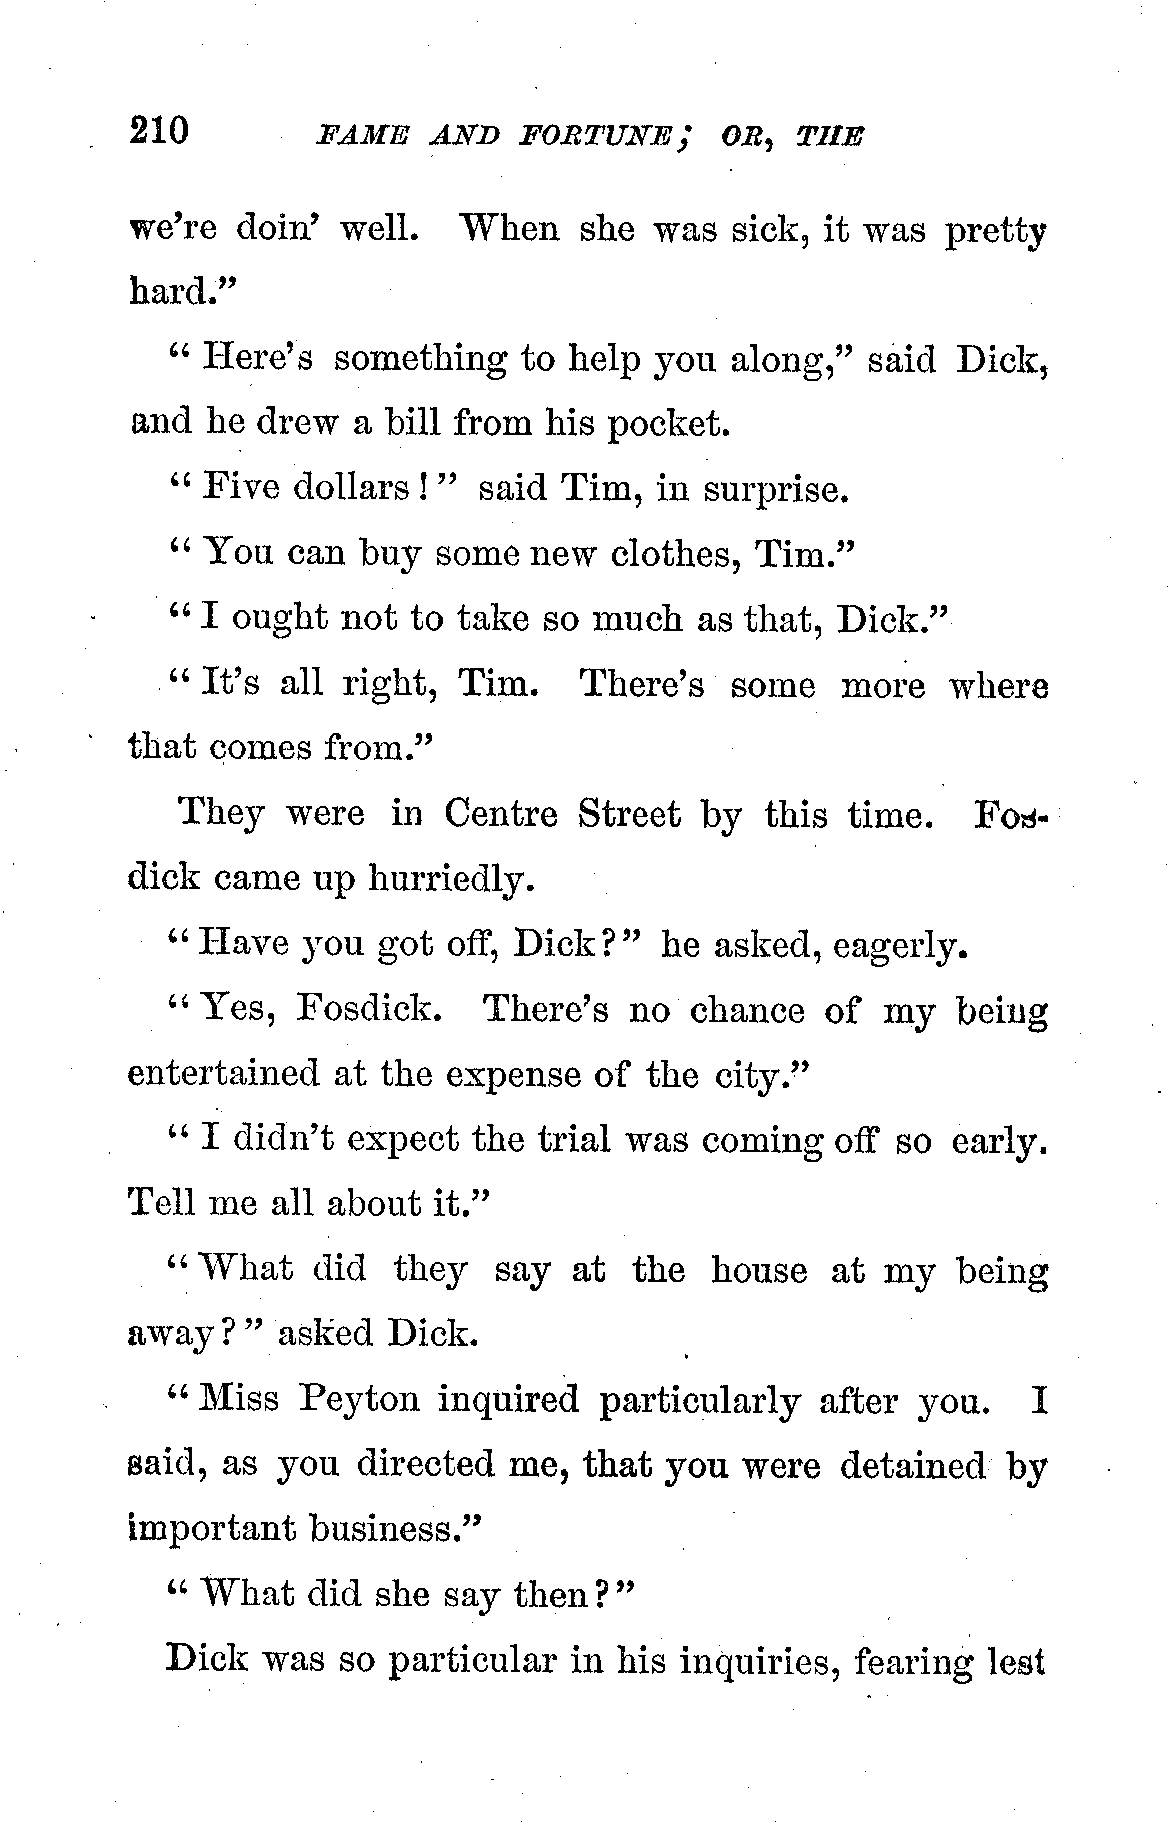 210 FAME AND FORTUNE; OR, THE
we're doin' well. When she was sick, it was pretty
hard."
"Here's something to help you along," said Dick,
and he drew a bill from his pocket.
"Five dollars!" said Tim, in surprise.
"You can buy some new clothes, Tim."
"I ought not to take so much as that, Dick."
"It's all right, Tim. There's some more where
that comes from."
They were in Centre Street by this time. Fos-
dick came up hurriedly.
"Have you got off, Dick?" he asked, eagerly.
"Yes, Fosdick. There's no chance of my being
entertained at the expense of the city."
"I didn't expect the trial was coming off so early.
Tell me all about it."
"What did they say at the house at my being
away?" asked Dick.
"Miss Peyton inquired particularly after you. I
said, as you directed me, that you were detained by
important business."
"What did she say then?"
Dick was so particular in his inquiries, fearing lest